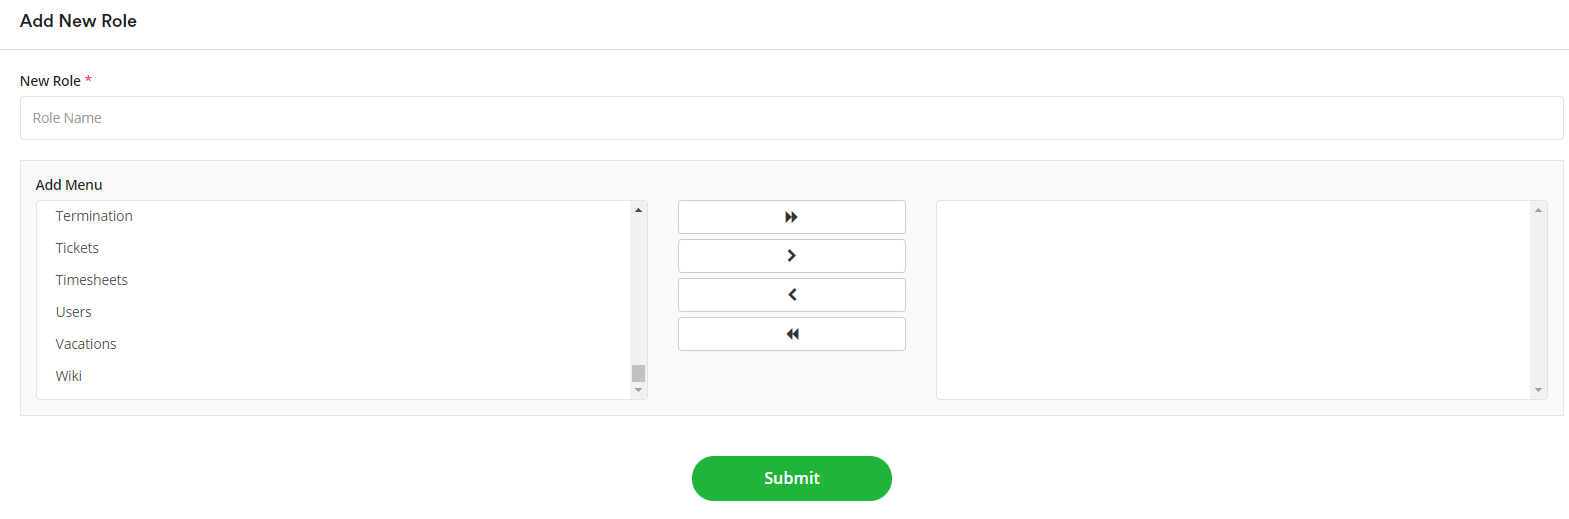 Add New Role
New Role *
Role Name
Add Menu
Termination
Tickets
Timesheets
Users
Vacations
Wiki
Submit